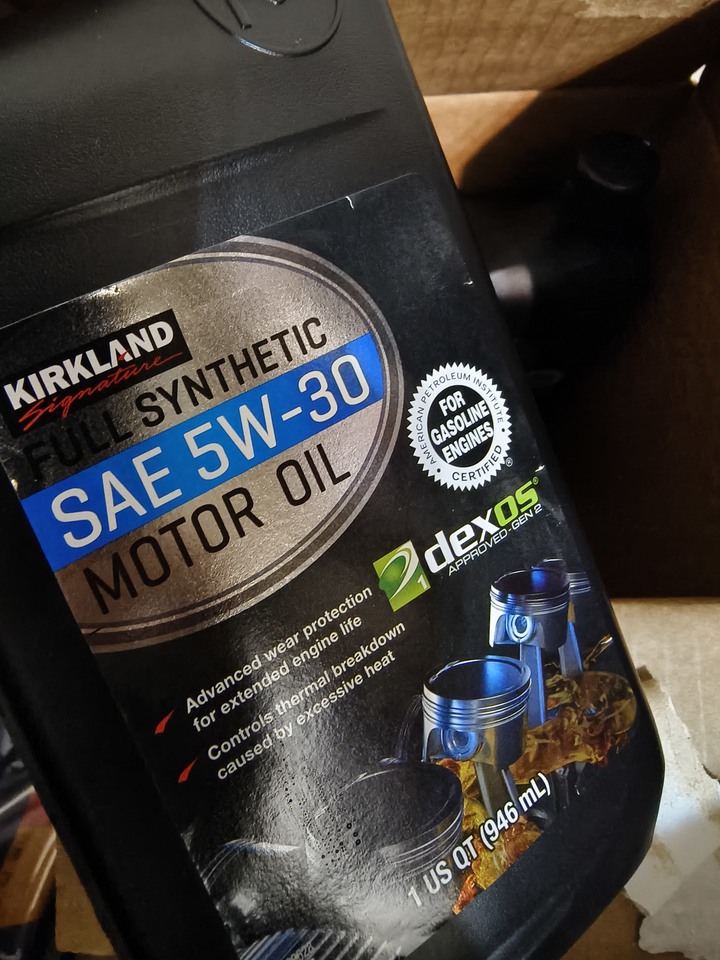 KIRKLAND
Signature
FULL SYNTHETIC
SAE 5W-30
MOTOR OIL
AMERICAN PETROLEUM INSTITUTE
FOR
GASOLINE
ENGINES
CERTIFIED ®
dexos®
1
APPROVED-GEN 2
Advanced wear protection
for extended engine life
Controls thermal breakdown
caused by excessive heat
1 US QT (946 mL)